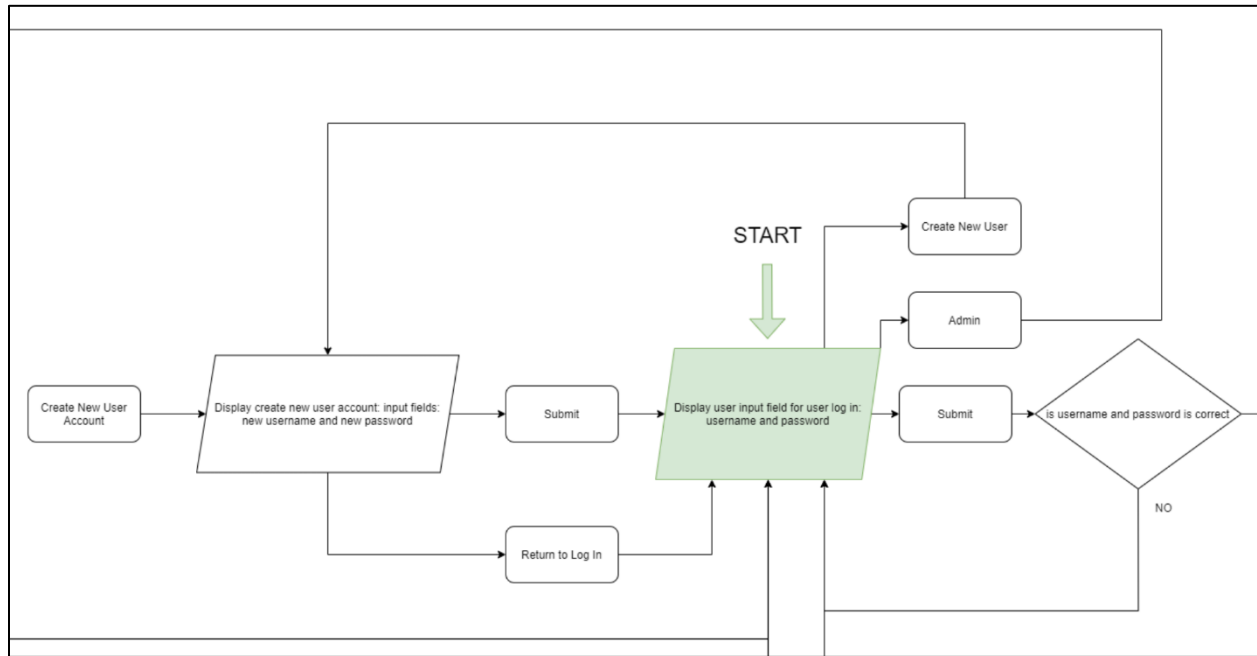 START
Create New User
Admin
Create New User
Account
Display create new user account: input fields:
new username and new password
Submit
Display user input field for user log in:
username and password
Submit
is username and password is correct
NO
Return to Log In